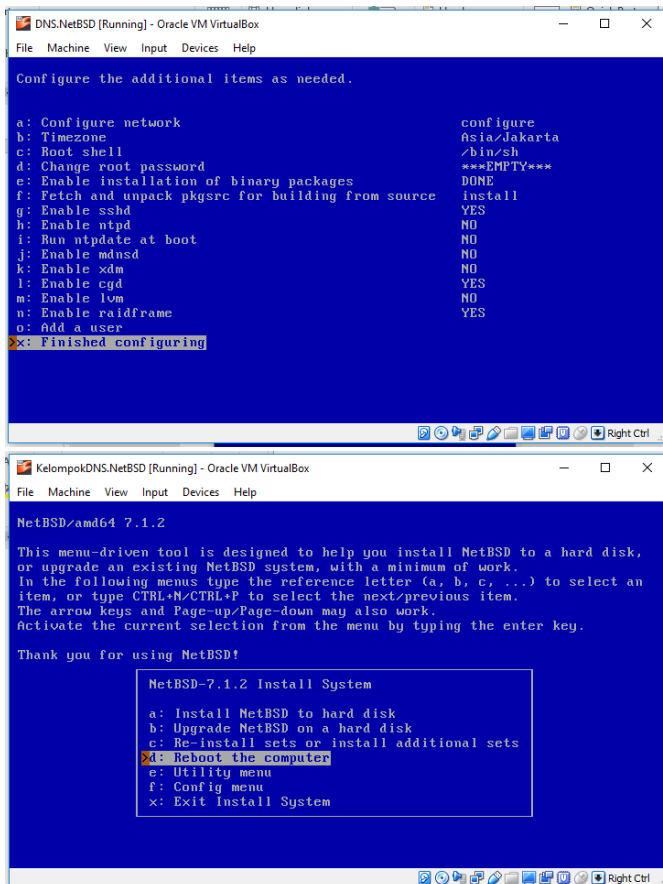 DNS.NetBSD [Running] - Oracle VM VirtualBox
File Machine View Input Devices Help
Configure the additional items as needed.
a: Configure network configure
b: Timezone Asia/Jakarta
c: Root shell /bin/sh
d: Change root password ***EMPTY***
e: Enable installation of binary packages DONE
f: Fetch and unpack pkgsrc for building from source install
g: Enable sshd YES
h: Enable ntpd NO
i: Run ntpdate at boot NO
j: Enable mdnsd NO
k: Enable xdm NO
l: Enable cgd YES
m: Enable lvm NO
n: Enable raidframe YES
o: Add a user
>x: Finished configuring
Right Ctrl
KelompokDNS.NetBSD [Running] - Oracle VM VirtualBox
File Machine View Input Devices Help
NetBSD/amd64 7.1.2
This menu-driven tool is designed to help you install NetBSD to a hard disk,
or upgrade an existing NetBSD system, with a minimum of work.
In the following menus type the reference letter (a, b, c, ...) to select an
item, or type CTRL+N/CTRL+P to select the next/previous item.
The arrow keys and Page-up/Page-down may also work.
Activate the current selection from the menu by typing the enter key.
Thank you for using NetBSD!
NetBSD-7.1.2 Install System
a: Install NetBSD to hard disk
b: Upgrade NetBSD on a hard disk
c: Re-install sets or install additional sets
>d: Reboot the computer
e: Utility menu
f: Config menu
x: Exit Install System
Right Ctrl